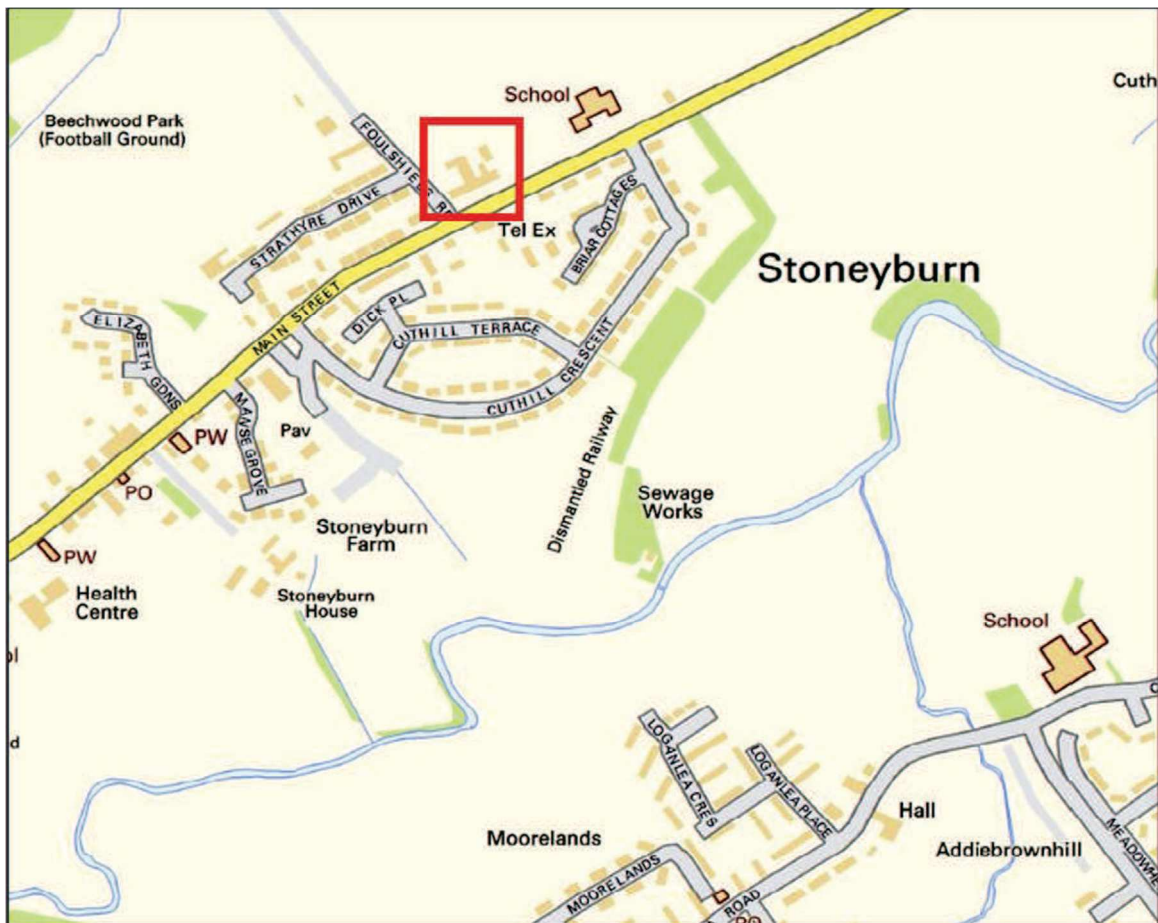 School
Cuth
Beechwood Park
(Football Ground)
STRATHYRE DRIVE
Tel Ex
BRIAR COTTAGES
Stoneyburn
ELIZABETH GDNS
MAIN STREET
DICK PL
CUTHILL TERRACE
CUTHILL CRESCENT
PW
MANSE GROVE
Pav
PO
Dismantled Railway
Sewage
Works
Stoneyburn
Farm
PW
Health
Centre
Stoneyburn
House
School
LOGANLEA CRES
LOGANLEA PLACE
Hall
Moorelands
MOORELANDS
Addiebrownhill
ROAD